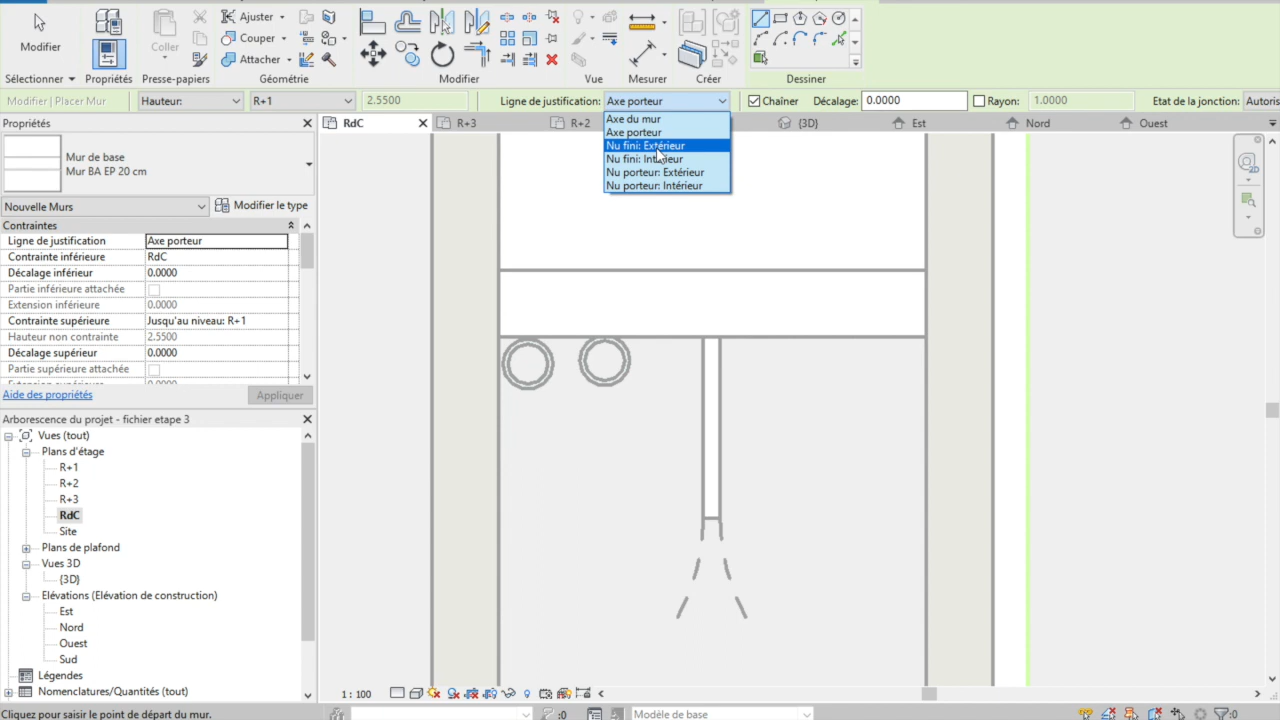 Modifier
Coller
Ajuster
Couper
Attacher
Sélectionner
Propriétés
Presse-papiers
Géométrie
Modifier
Vue
Mesurer
Créer
Dessiner
Modifier | Placer Mur
Hauteur:
R+1
2.5500
Ligne de justification:
Axe porteur
Chaîner
Décalage:
0.0000
Rayon:
1.0000
Etat de la jonction:
Autoris
Axe du mur
Axe porteur
Nu fini: Extérieur
Nu fini: Intérieur
Nu porteur: Extérieur
Nu porteur: Intérieur
Propriétés
RdC
R+3
R+2
{3D}
Est
Nord
Ouest
Mur de base
Mur BA EP 20 cm
Nouvelle Murs
Modifier le type
Contraintes
Ligne de justification Axe porteur
Contrainte inférieure RdC
Décalage inférieur 0.0000
Partie inférieure attachée
Extension inférieure 0.0000
Contrainte supérieure Jusqu'au niveau: R+1
Hauteur non contrainte 2.5500
Décalage supérieur 0.0000
Partie supérieure attachée
Extension supérieure 0.0000
Aide des propriétés
Appliquer
Arborescence du projet - fichier etape 3
Vues (tout)
Plans d'étage
R+1
R+2
R+3
RdC
Site
Plans de plafond
Vues 3D
{3D}
Elévations (Elévation de construction)
Est
Nord
Ouest
Sud
Légendes
Nomenclatures/Quantités (tout)
2D
1 : 100
Cliquez pour saisir le point de départ du mur.
:0
Modèle de base
:0